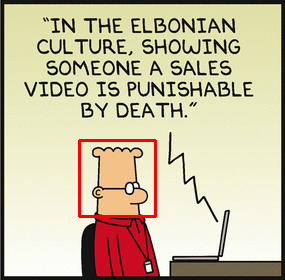 "IN THE ELBONIAN
CULTURE, SHOWING
SOMEONE A SALES
VIDEO IS PUNISHABLE
BY DEATH."